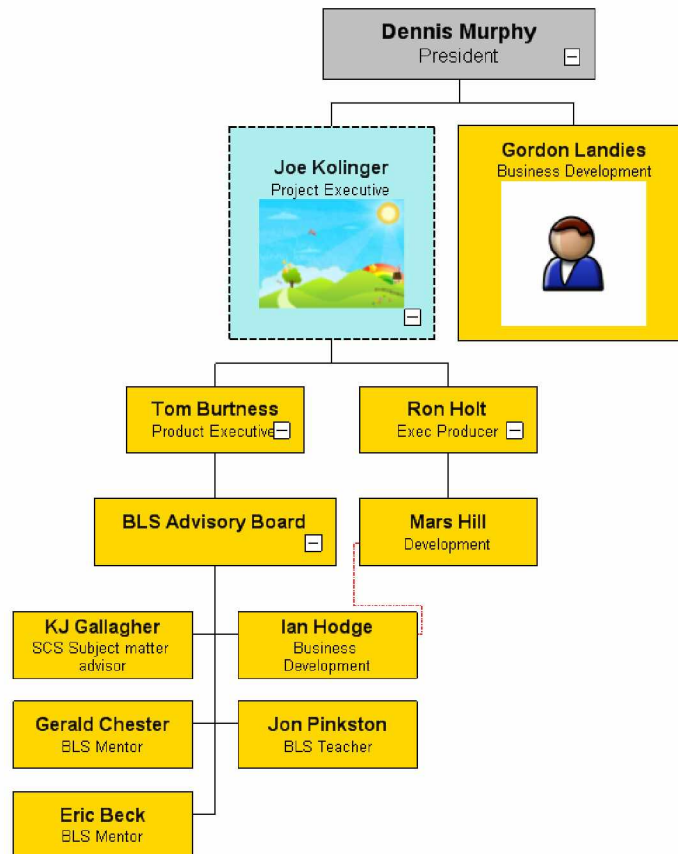 Dennis Murphy
President
Joe Kolinger
Project Executive
Gordon Landies
Business Development
Tom Burtness
Product Executive
Ron Holt
Exec Producer
BLS Advisory Board
Mars Hill
Development
KJ Gallagher
SCS Subject matter
advisor
Ian Hodge
Business
Development
Gerald Chester
BLS Mentor
Jon Pinkston
BLS Teacher
Eric Beck
BLS Mentor